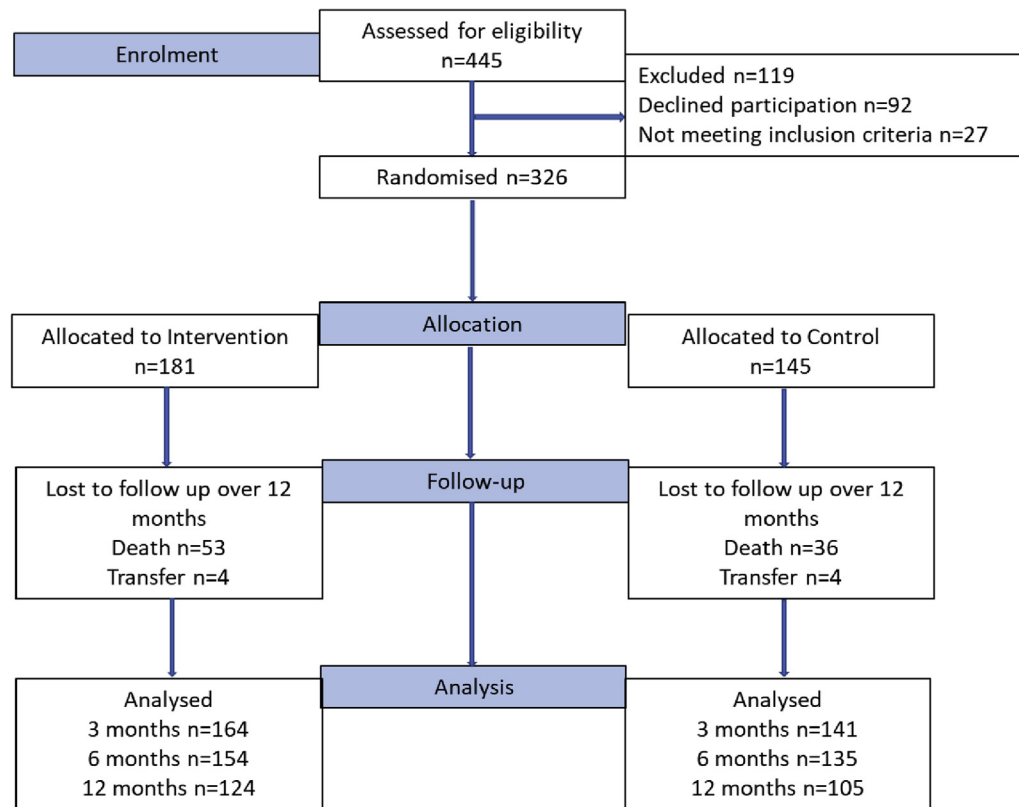 Enrolment
Assessed for eligibility
n=445
Excluded n=119
Declined participation n=92
Not meeting inclusion criteria n=27
Randomised n=326
Allocation
Allocated to Intervention
n=181
Allocated to Control
n=145
Follow-up
Lost to follow up over 12
months
Death n=53
Transfer n=4
Lost to follow up over 12
months
Death n=36
Transfer n=4
Analysis
Analysed
3 months n=164
6 months n=154
12 months n=124
Analysed
3 months n=141
6 months n=135
12 months n=105